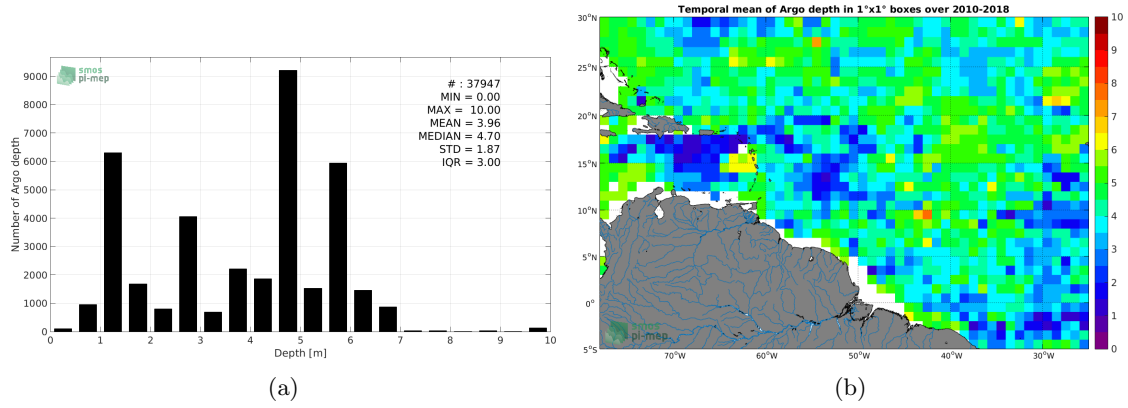 smos
pi-mep
# : 37947
MIN = 0.00
MAX = 10.00
MEAN = 3.96
MEDIAN = 4.70
STD = 1.87
IQR = 3.00
Number of Argo depth
9000
8000
7000
6000
5000
4000
3000
2000
1000
0
0 1 2 3 4 5 6 7 8 9 10
Depth [m]
(a)
Temporal mean of Argo depth in 1°x1° boxes over 2010-2018
30°N
25°N
20°N
15°N
10°N
5°N
0°
5°S
70°W 60°W 50°W 40°W 30°W
smos
pi-mep
10
9
8
7
6
5
4
3
2
1
0
(b)